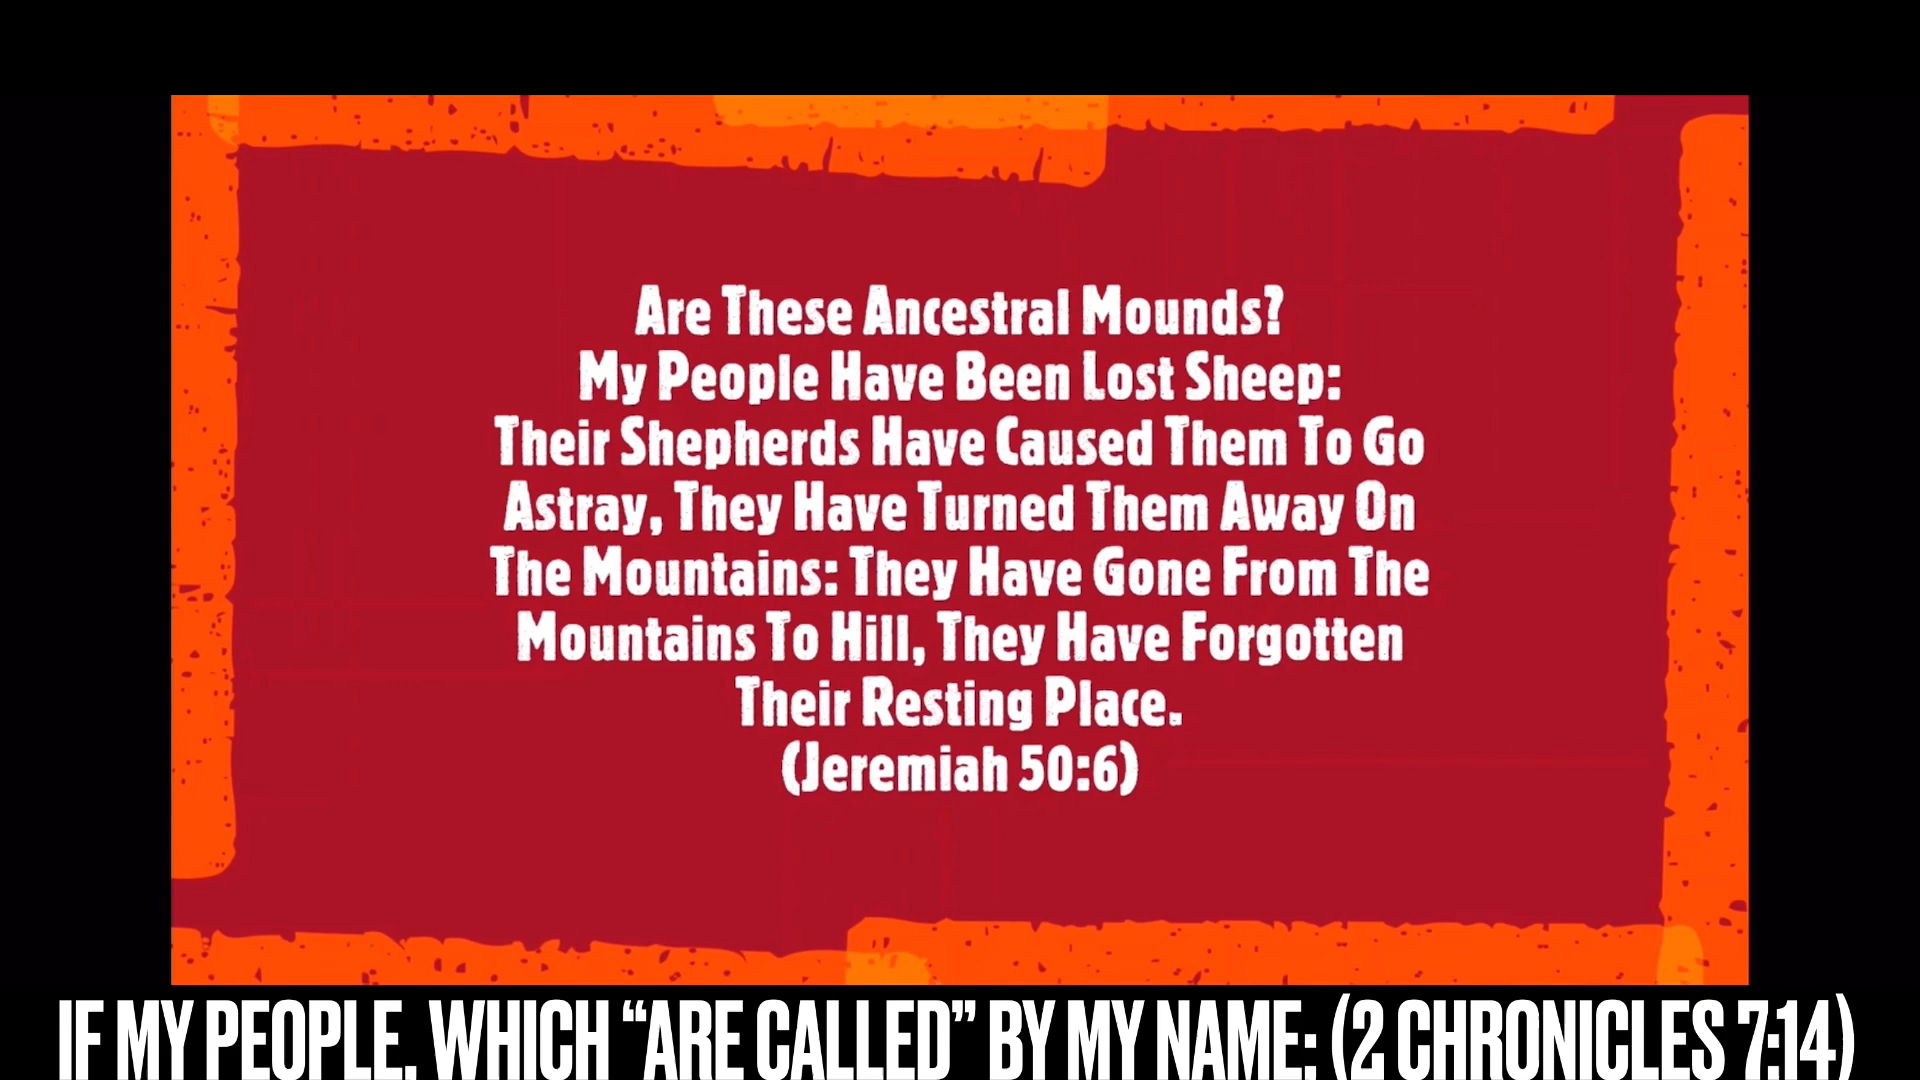 Are These Ancestral Mounds?
My People Have Been Lost Sheep:
Their Shepherds Have Caused Them To Go
Astray, They Have Turned Them Away On
The Mountains: They Have Gone From The
Mountains To Hill, They Have Forgotten
Their Resting Place.
(Jeremiah 50:6)
IF MY PEOPLE, WHICH “ARE CALLED” BY MY NAME; (2 CHRONICLES 7:14)